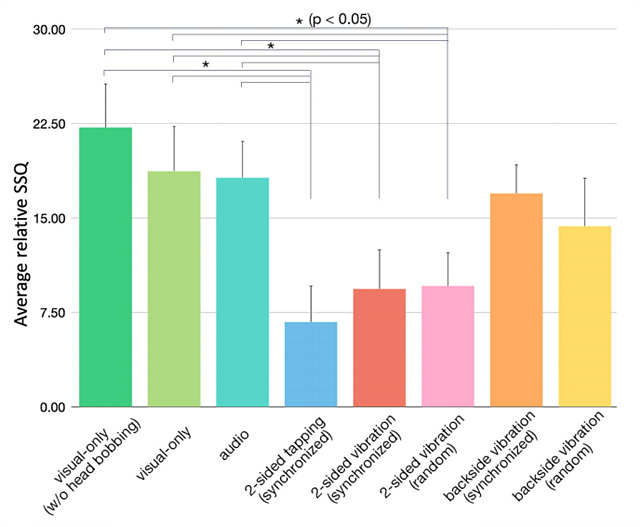 * (p < 0.05)
*
*
Average relative SSQ
30.00
22.50
15.00
7.50
0.00
visual-only
(w/o head bobbing)
visual-only
audio
2-sided tapping
(synchronized)
2-sided vibration
(synchronized)
2-sided vibration
(random)
backside vibration
(synchronized)
backside vibration
(random)